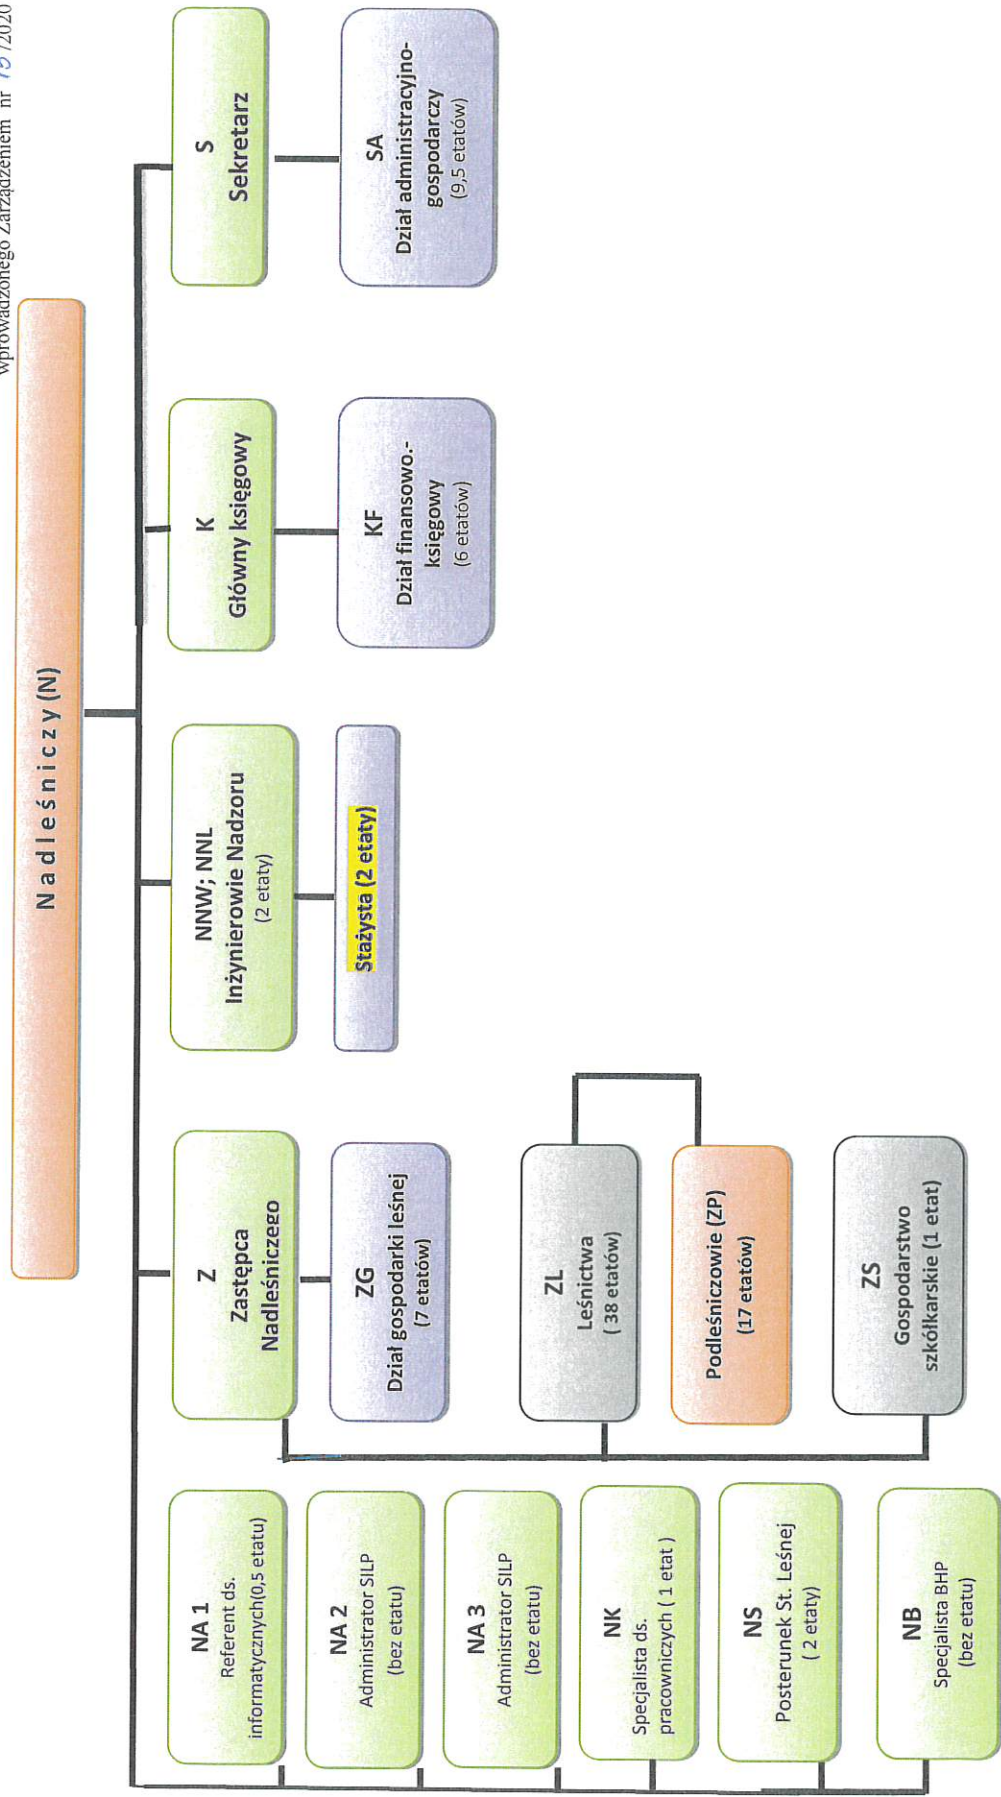 wprowadzonego Zarządzeniem nr 15/2020
Nadleśniczy (N)
NA 1
Referent ds.
informatycznych(0,5 etatu)
NA 2
Administrator SILP
(bez etatu)
NA 3
Administrator SILP
(bez etatu)
NK
Specjalista ds.
pracowniczych ( 1 etat )
NS
Posterunek St. Leśnej
( 2 etaty)
NB
Specjalista BHP
(bez etatu)
Z
Zastępca
Nadleśniczego
ZG
Dział gospodarki leśnej
(7 etatów)
ZL
Leśnictwa
( 38 etatów)
Podleśniczowie (ZP)
(17 etatów)
ZS
Gospodarstwo
szkółkarskie (1 etat)
NNW; NNL
Inżynierowie Nadzoru
(2 etaty)
Stażysta (2 etaty)
K
Główny księgowy
KF
Dział finansowo.-
księgowy
(6 etatów)
S
Sekretarz
SA
Dział administracyjno-
gospodarczy
(9,5 etatów)